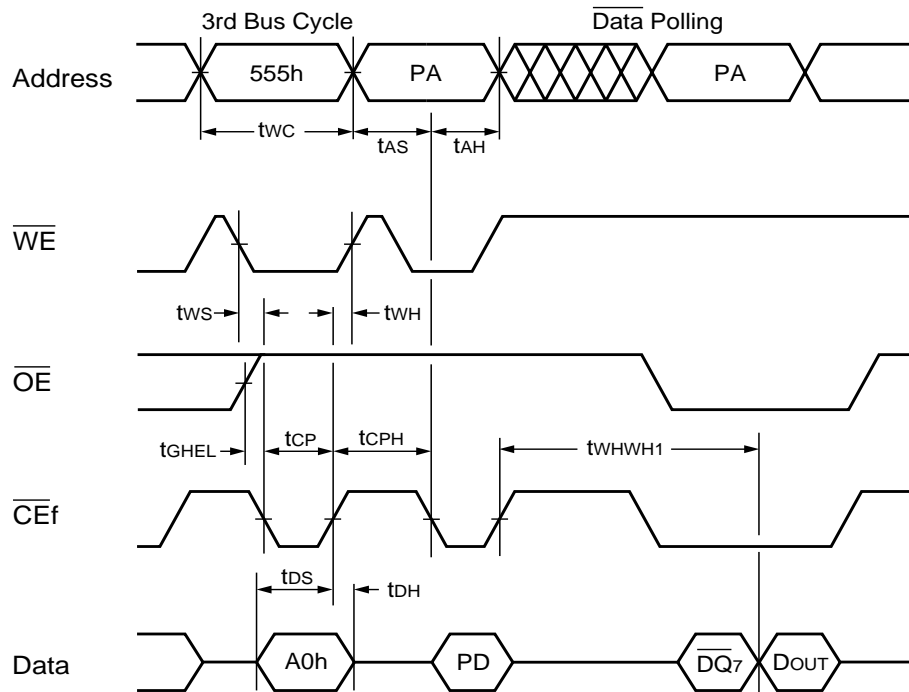 3rd Bus Cycle Data Polling
Address 555h PA PA
tWC tAS tAH
WE
tWS tWH
OE
tGHEL tCP tCPH tWHWH1
CEf
tDS tDH
Data A0h PD DQ7 DOUT